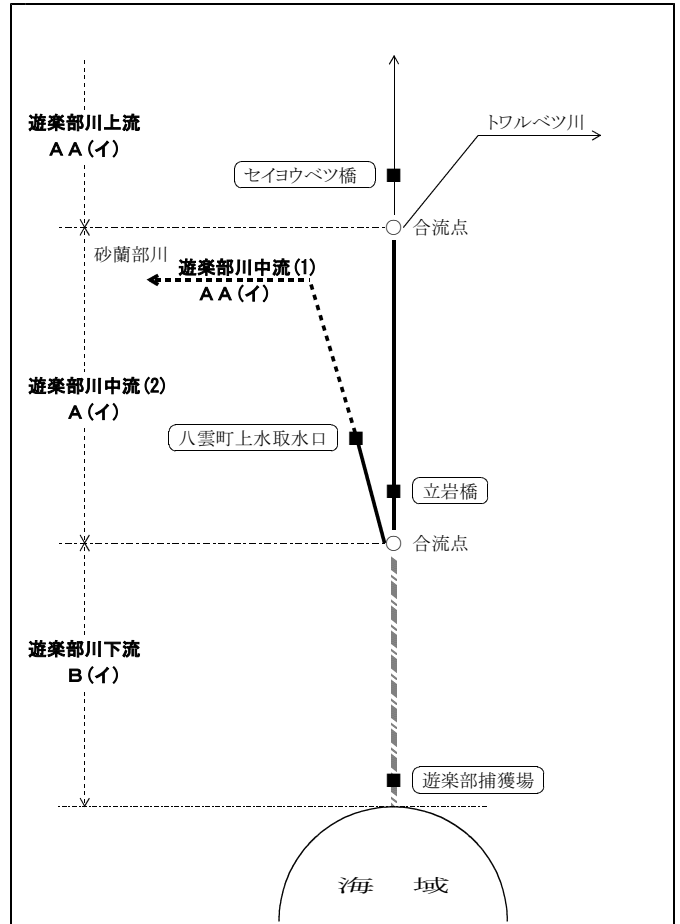 遊楽部川上流
AA(イ)
トワルベツ川
セイヨウベツ橋
合流点
砂蘭部川
遊楽部川中流(1)
AA(イ)
遊楽部川中流(2)
A(イ)
八雲町上水取水口
立岩橋
合流点
遊楽部川下流
B(イ)
遊楽部捕獲場
海 域